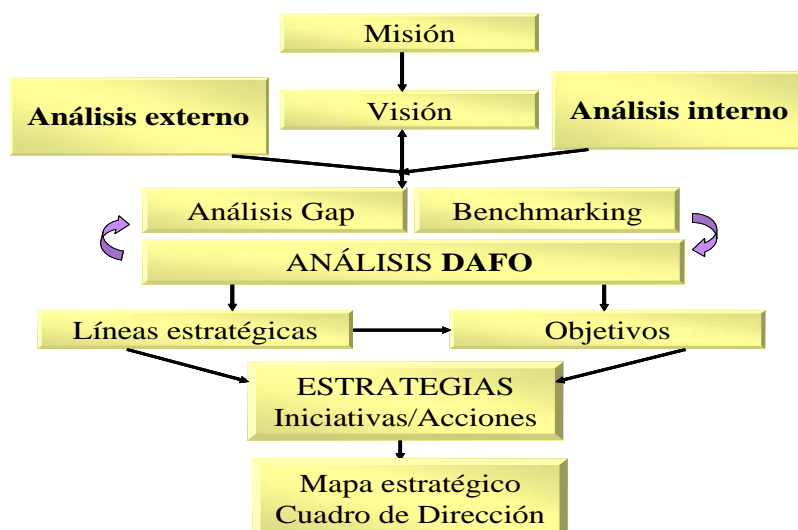 Misión
Análisis externo
Visión
Análisis interno
Análisis Gap
Benchmarking
ANÁLISIS DAFO
Líneas estratégicas
Objetivos
ESTRATEGIAS
Iniciativas/Acciones
Mapa estratégico
Cuadro de Dirección